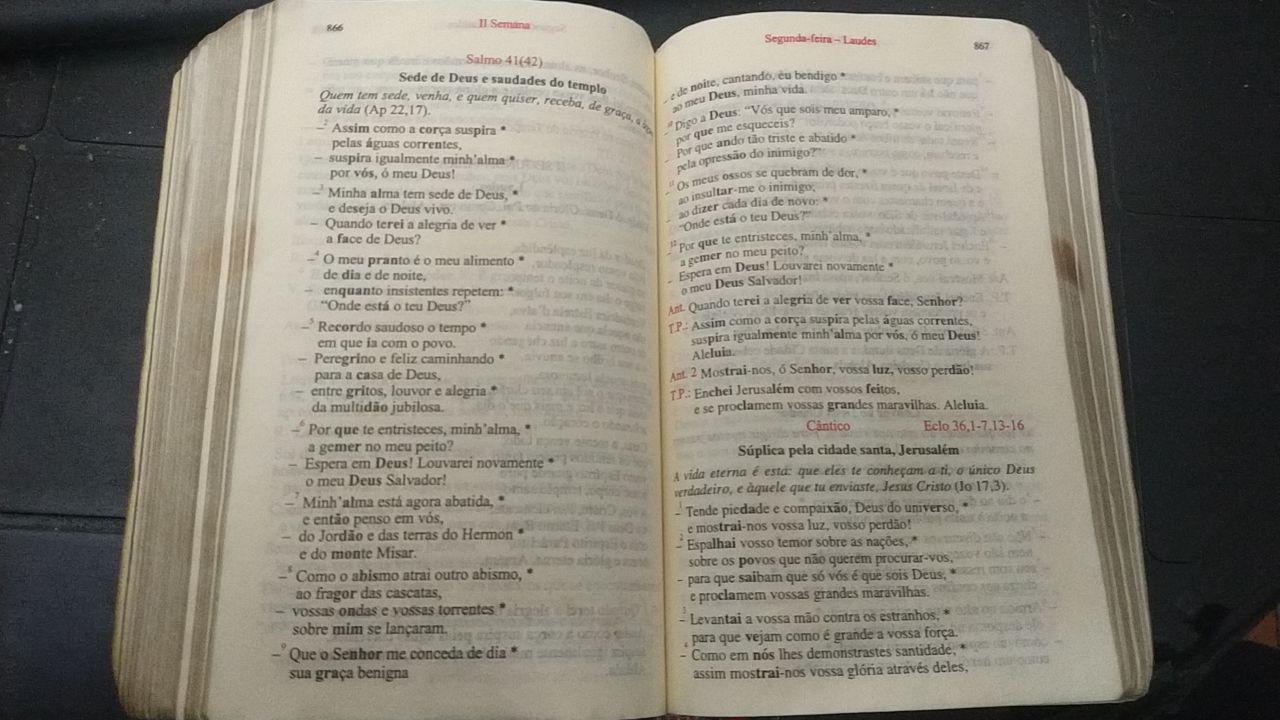 866
II Semana
Salmo 41(42)
Sede de Deus e saudades do templo
Quem tem sede, venha, e quem quiser, receba, de graça, a
da vida (Ap 22,17).
–² Assim como a corça suspira *
pelas águas correntes,
– suspira igualmente minh'alma *
por vós, ó meu Deus!
–³ Minha alma tem sede de Deus, *
e deseja o Deus vivo.
– Quando terei a alegria de ver *
a face de Deus?
–⁴ O meu pranto é o meu alimento *
de dia e de noite,
– enquanto insistentes repetem: *
“Onde está o teu Deus?”
–⁵ Recordo saudoso o tempo *
em que ia com o povo.
– Peregrino e feliz caminhando *
para a casa de Deus,
– entre gritos, louvor e alegria *
da multidão jubilosa.
–⁶ Por que te entristeces, minh'alma, *
a gemer no meu peito?
– Espera em Deus! Louvarei novamente *
o meu Deus Salvador!
–⁷ Minh'alma está agora abatida, *
e então penso em vós,
– do Jordão e das terras do Hermon *
e do monte Misar.
–⁸ Como o abismo atrai outro abismo, *
ao fragor das cascatas,
– vossas ondas e vossas torrentes *
sobre mim se lançaram.
–⁹ Que o Senhor me conceda de dia *
sua graça benigna
Segunda-feira – Laudes
867
– e de noite, cantando, eu bendigo *
ao meu Deus, minha vida.
–¹⁰ Digo a Deus: “Vós que sois meu amparo, *
por que me esqueceis?
– Por que ando tão triste e abatido *
pela opressão do inimigo?”
–¹¹ Os meus ossos se quebram de dor, *
ao insultar-me o inimigo;
– ao dizer cada dia de novo: *
“Onde está o teu Deus?”
–¹² Por que te entristeces, minh'alma, *
a gemer no meu peito?
– Espera em Deus! Louvarei novamente *
o meu Deus Salvador!
Ant. Quando terei a alegria de ver vossa face, Senhor?
T.P.: Assim como a corça suspira pelas águas correntes,
suspira igualmente minh'alma por vós, ó meu Deus!
Aleluia.
Ant. 2 Mostrai-nos, ó Senhor, vossa luz, vosso perdão!
T.P.: Enchei Jerusalém com vossos feitos,
e se proclamem vossas grandes maravilhas. Aleluia.
Cântico Eclo 36,1-7.13-16
Súplica pela cidade santa, Jerusalém
A vida eterna é esta: que eles te conheçam a ti, o único Deus
verdadeiro, e àquele que tu enviaste, Jesus Cristo (Jo 17,3).
–¹ Tende piedade e compaixão, Deus do universo, *
e mostrai-nos vossa luz, vosso perdão!
–² Espalhai vosso temor sobre as nações, *
sobre os povos que não querem procurar-vos,
– para que saibam que só vós é que sois Deus, *
e proclamem vossas grandes maravilhas.
–³ Levantai a vossa mão contra os estranhos, *
para que vejam como é grande a vossa força.
–⁴ Como em nós lhes demonstrastes santidade, *
assim mostrai-nos vossa glória através deles,